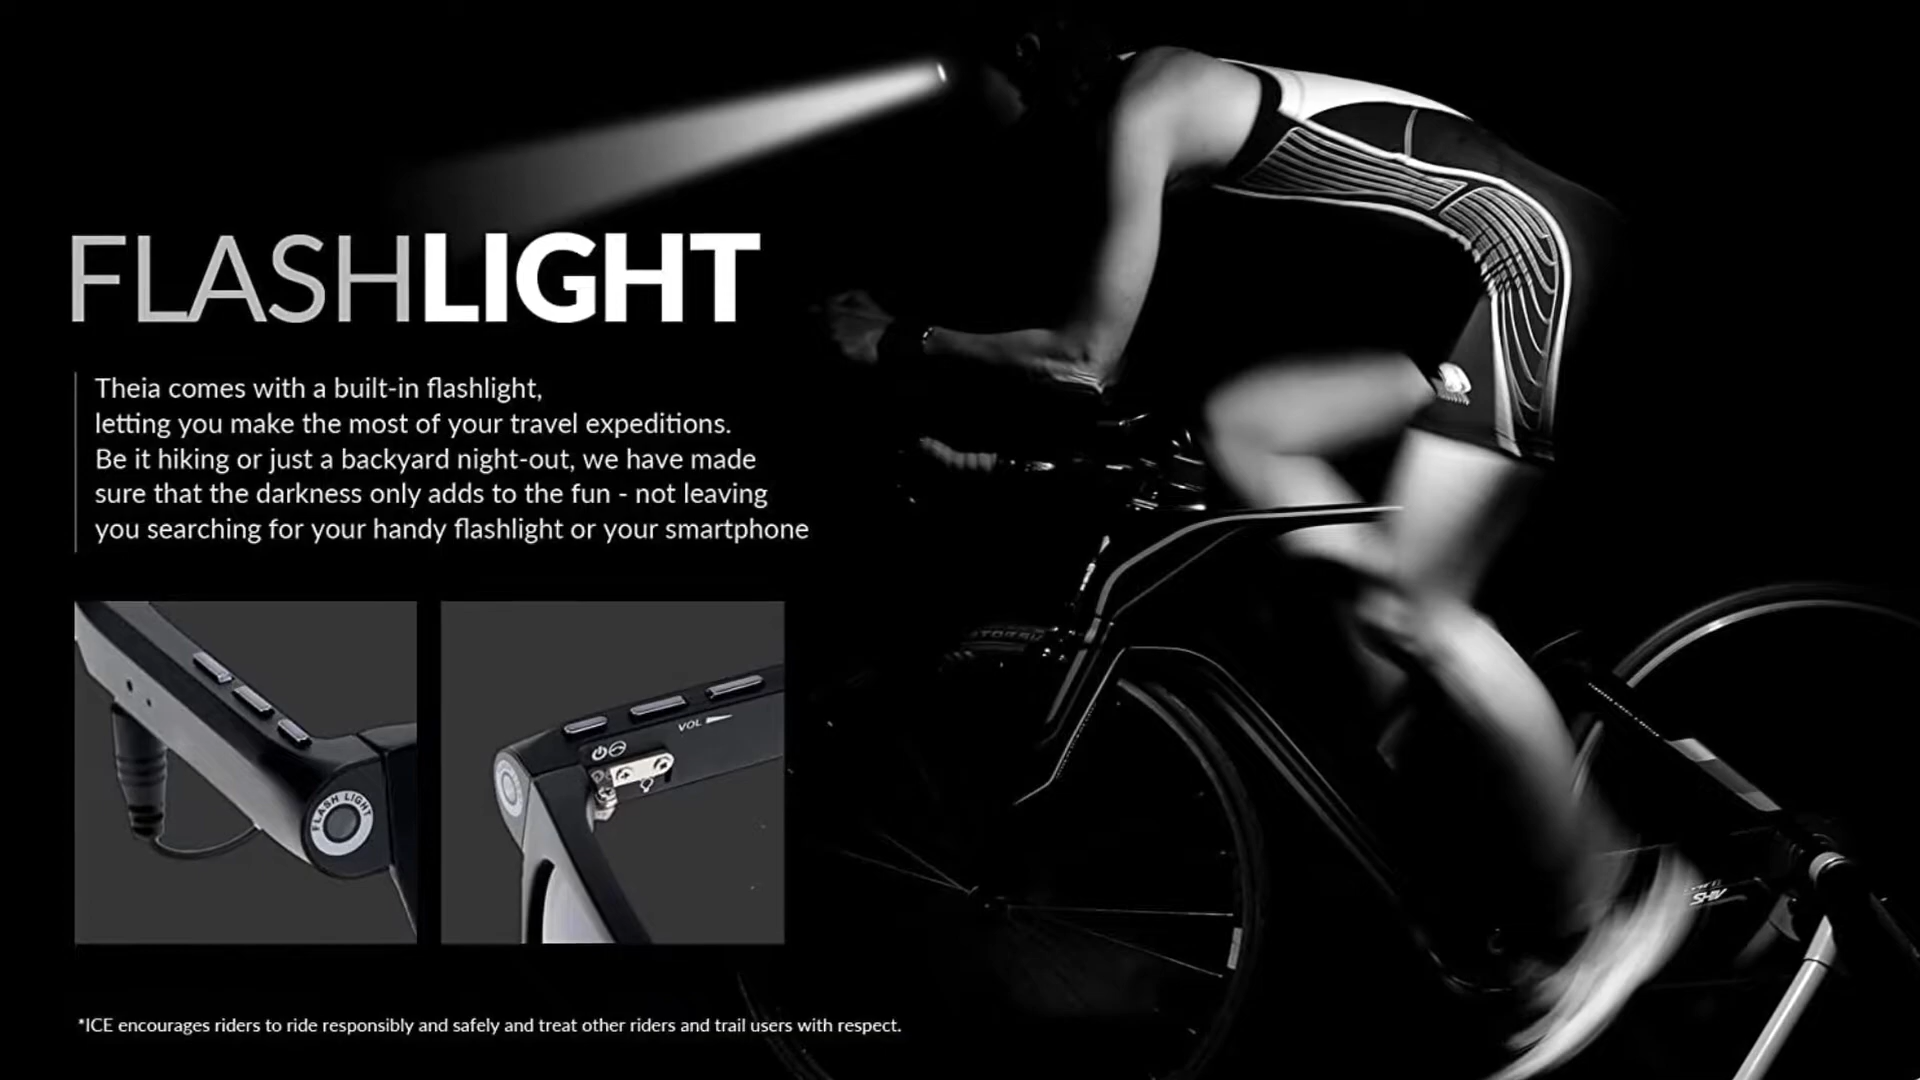 FLASHLIGHT
Theia comes with a built-in flashlight,
letting you make the most of your travel expeditions.
Be it hiking or just a backyard night-out, we have made
sure that the darkness only adds to the fun - not leaving
you searching for your handy flashlight or your smartphone
FLASH LIGHT
VOL
SHIV
*ICE encourages riders to ride responsibly and safely and treat other riders and trail users with respect.